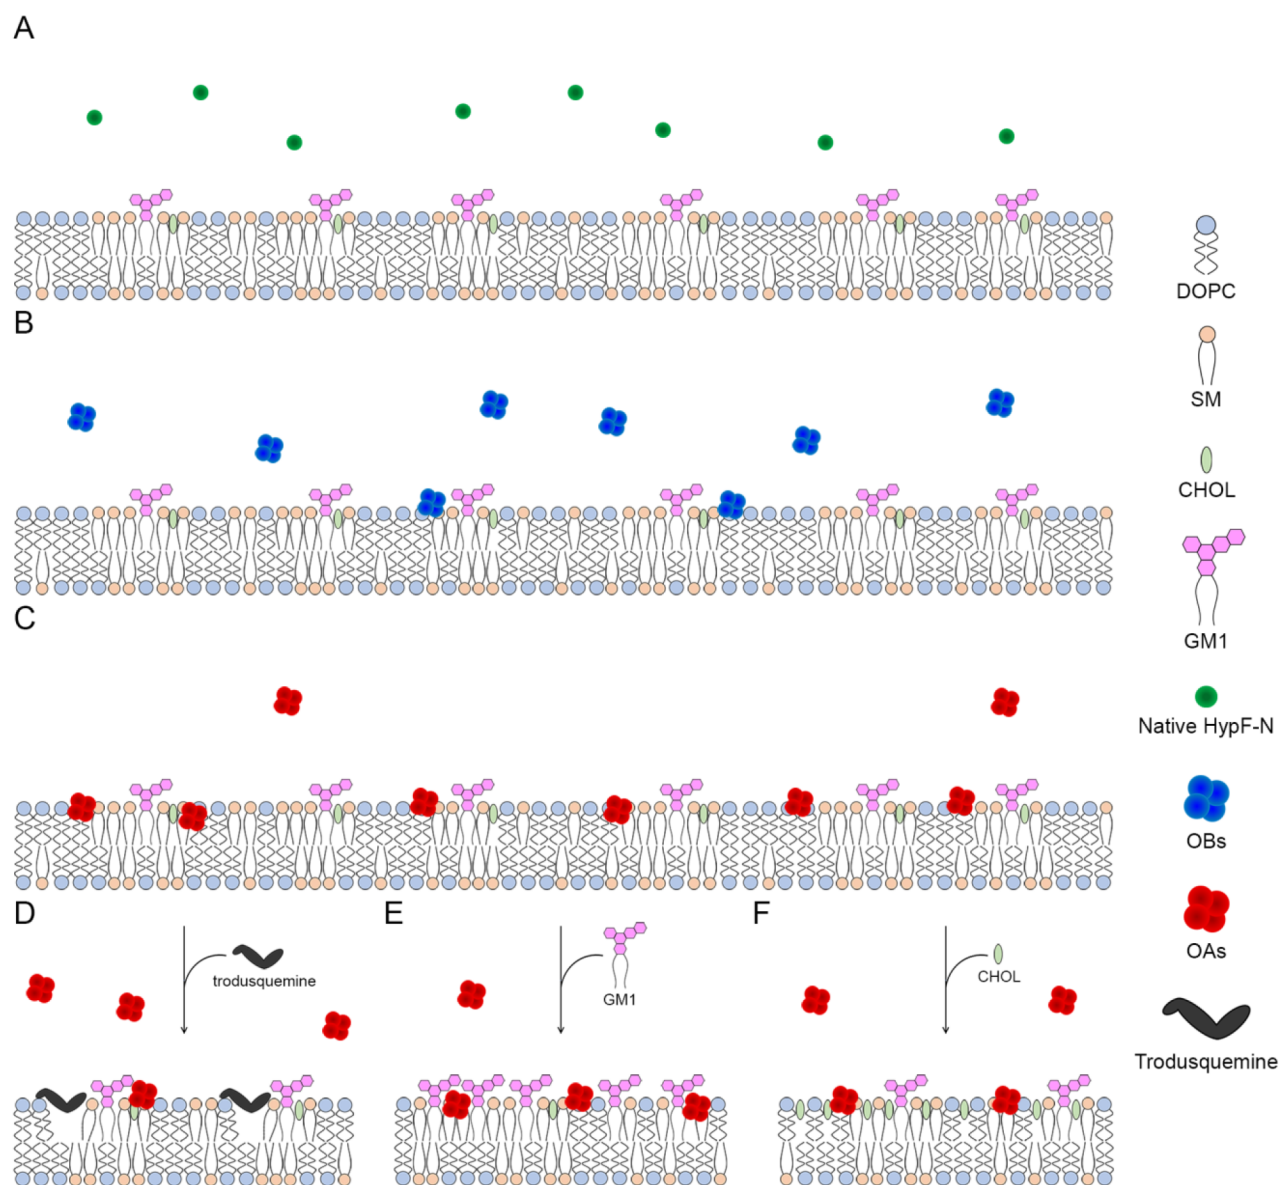 A
B
C
D
E
F
trodusquemine
GM1
CHOL
DOPC
SM
CHOL
GM1
Native HypF-N
OBs
OAs
Trodusquemine